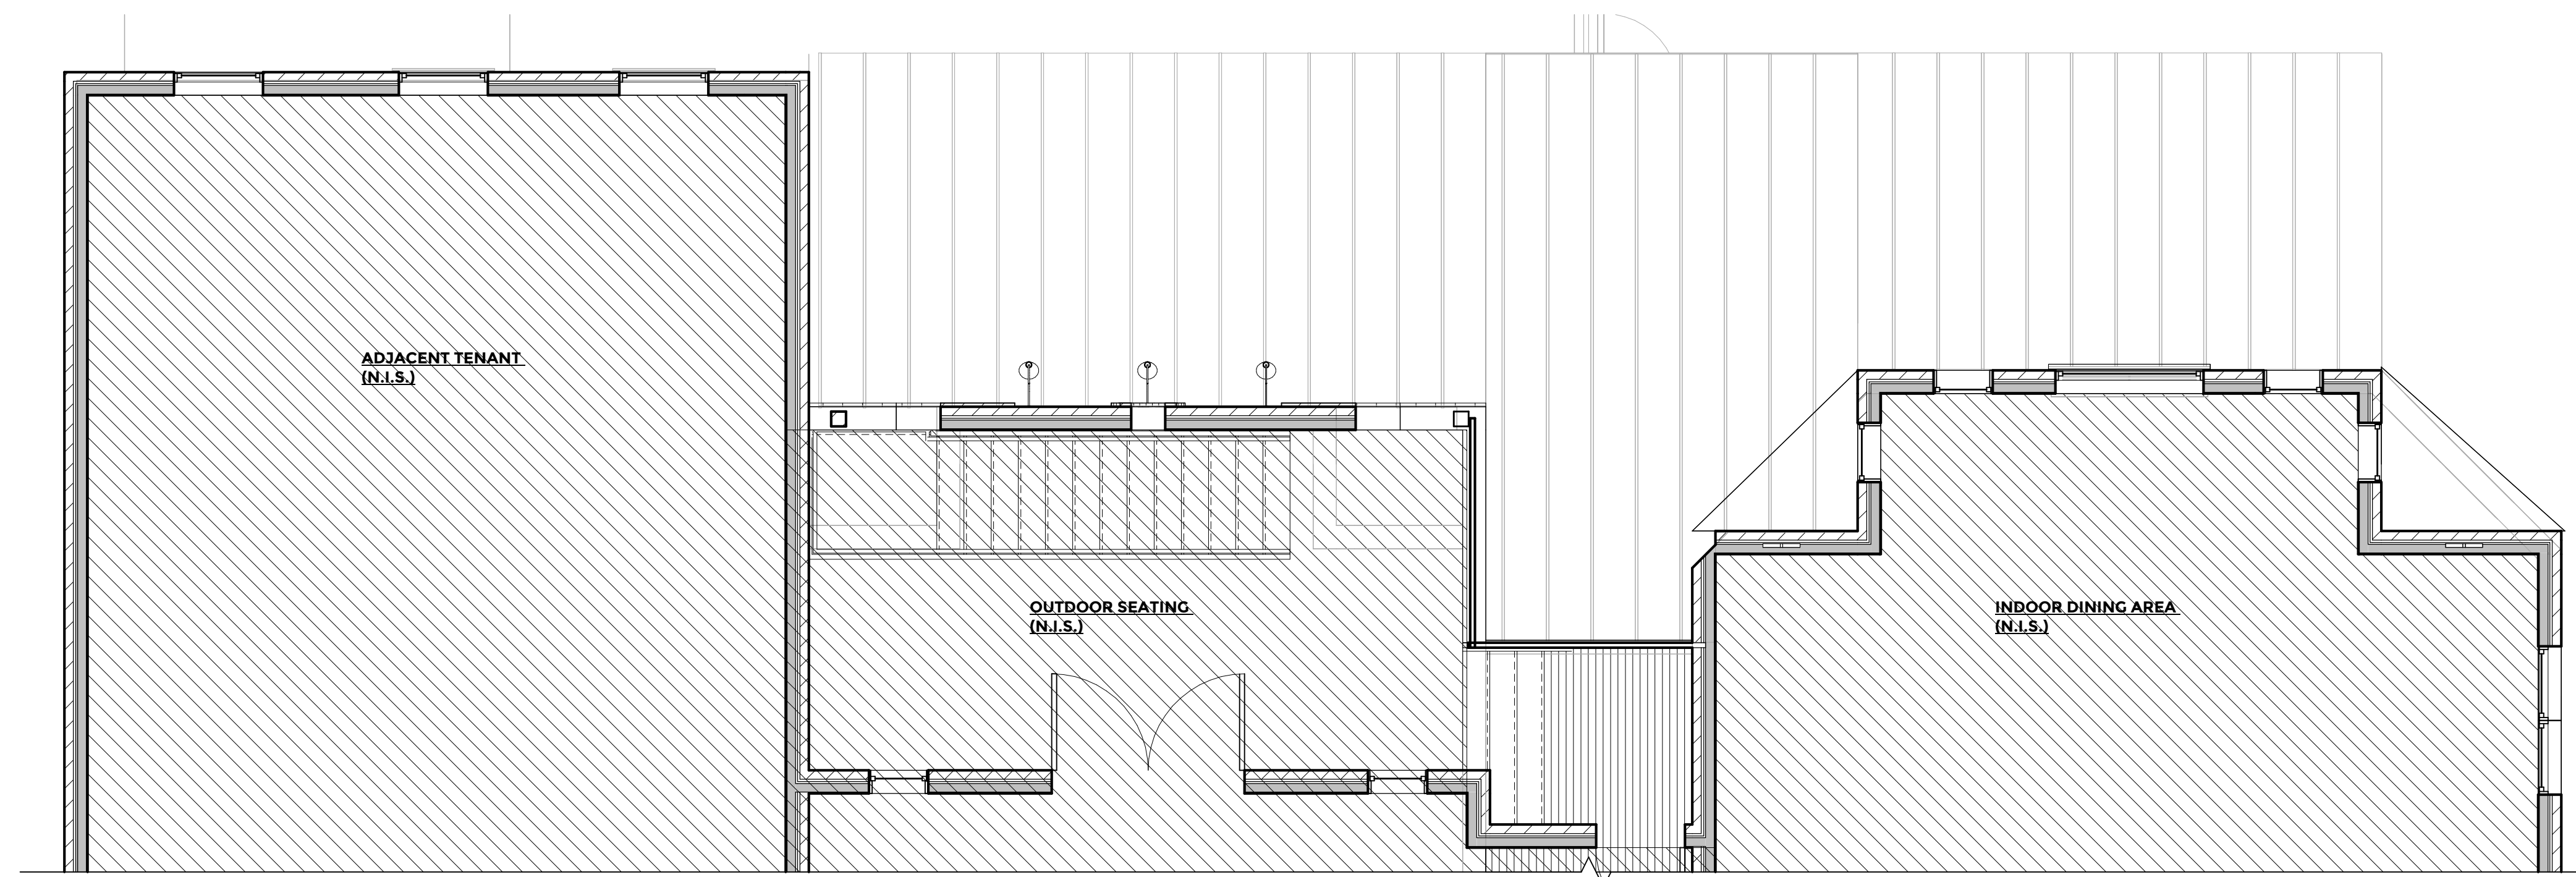 ADJACENT TENANT
(N.I.S.)
OUTDOOR SEATING
(N.I.S.)
INDOOR DINING AREA
(N.I.S.)